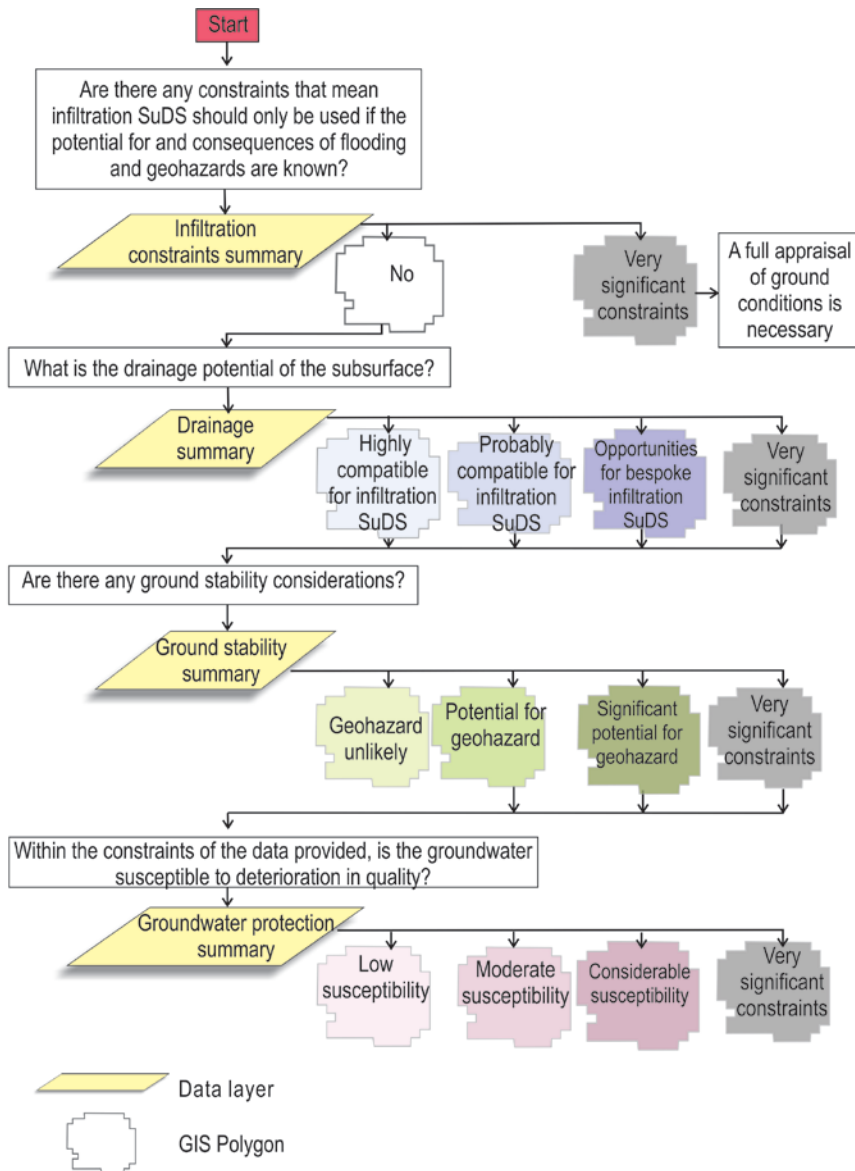 Start
Are there any constraints that mean
infiltration SuDS should only be used if the
potential for and consequences of flooding
and geohazards are known?
Infiltration
constraints summary
No
Very
significant
constraints
A full appraisal
of ground
conditions is
necessary
What is the drainage potential of the subsurface?
Drainage
summary
Highly
compatible
for infiltration
SuDS
Probably
compatible for
infiltration
SuDS
Opportunities
for bespoke
infiltration
SuDS
Very
significant
constraints
Are there any ground stability considerations?
Ground stability
summary
Geohazard
unlikely
Potential for
geohazard
Significant
potential for
geohazard
Very
significant
constraints
Within the constraints of the data provided, is the groundwater
susceptible to deterioration in quality?
Groundwater protection
summary
Low
susceptibility
Moderate
susceptibility
Considerable
susceptibility
Very
significant
constraints
Data layer
GIS Polygon